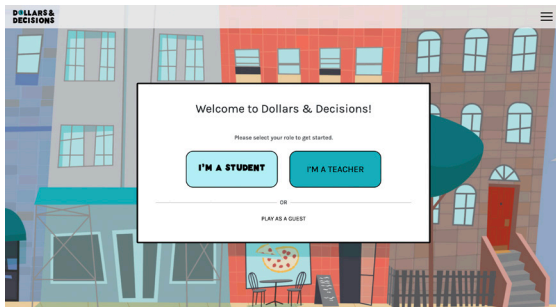 DOLLARS &
DECISIONS
Welcome to Dollars & Decisions!
Please select your role to get started.
I'M A STUDENT
I'M A TEACHER
OR
PLAY AS A GUEST